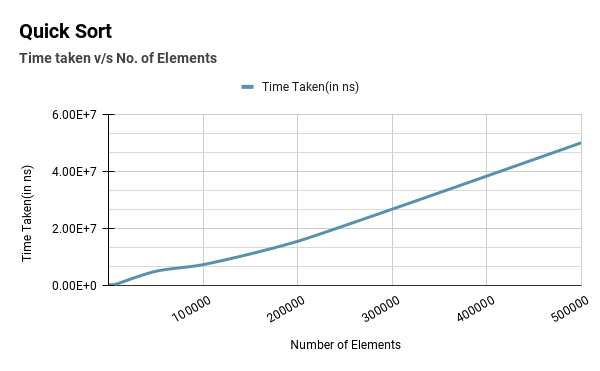 Quick Sort
Time taken v/s No. of Elements
Time Taken(in ns)
6.00E+7
4.00E+7
2.00E+7
0.00E+0
Time Taken(in ns)
100000
200000
300000
400000
500000
Number of Elements